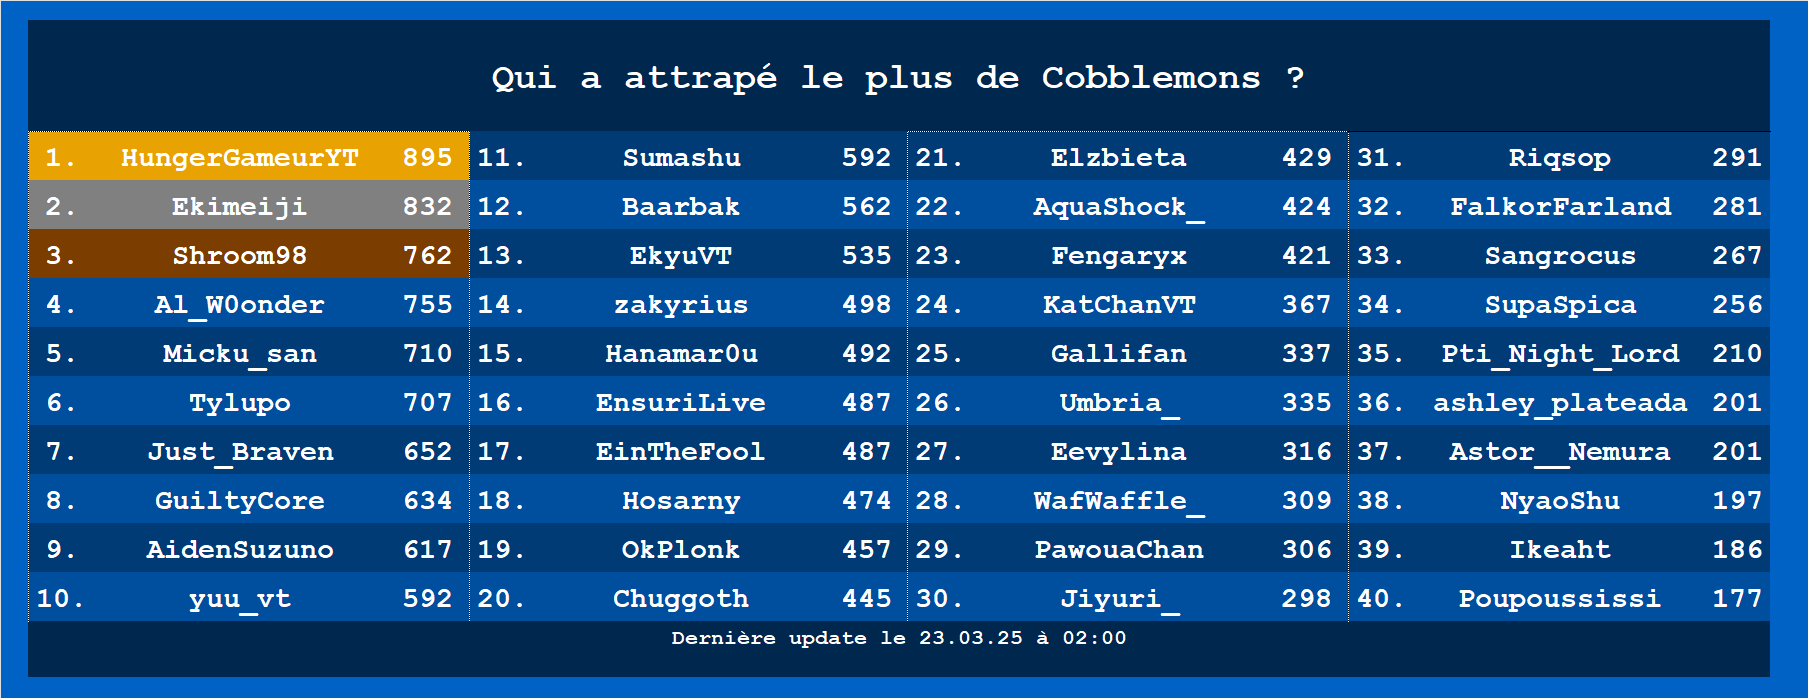 Qui a attrapé le plus de Cobblemons ?
1. HungerGameurYT 895 11. Sumashu 592 21. Elzbieta 429 31. Riqsop 291
2. Ekimeiji 832 12. Baarbak 562 22. AquaShock_ 424 32. FalkorFarland 281
3. Shroom98 762 13. EkyuVT 535 23. Fengaryx 421 33. Sangrocus 267
4. Al_W0onder 755 14. zakyrius 498 24. KatChanVT 367 34. SupaSpica 256
5. Micku_san 710 15. Hanamar0u 492 25. Gallifan 337 35. Pti_Night_Lord 210
6. Tylupo 707 16. EnsuriLive 487 26. Umbria_ 335 36. ashley_plateada 201
7. Just_Braven 652 17. EinTheFool 487 27. Eevylina 316 37. Astor__Nemura 201
8. GuiltyCore 634 18. Hosarny 474 28. WafWaffle_ 309 38. NyaoShu 197
9. AidenSuzuno 617 19. OkPlonk 457 29. PawouaChan 306 39. Ikeaht 186
10. yuu_vt 592 20. Chuggoth 445 30. Jiyuri_ 298 40. Poupoussissi 177
Dernière update le 23.03.25 à 02:00